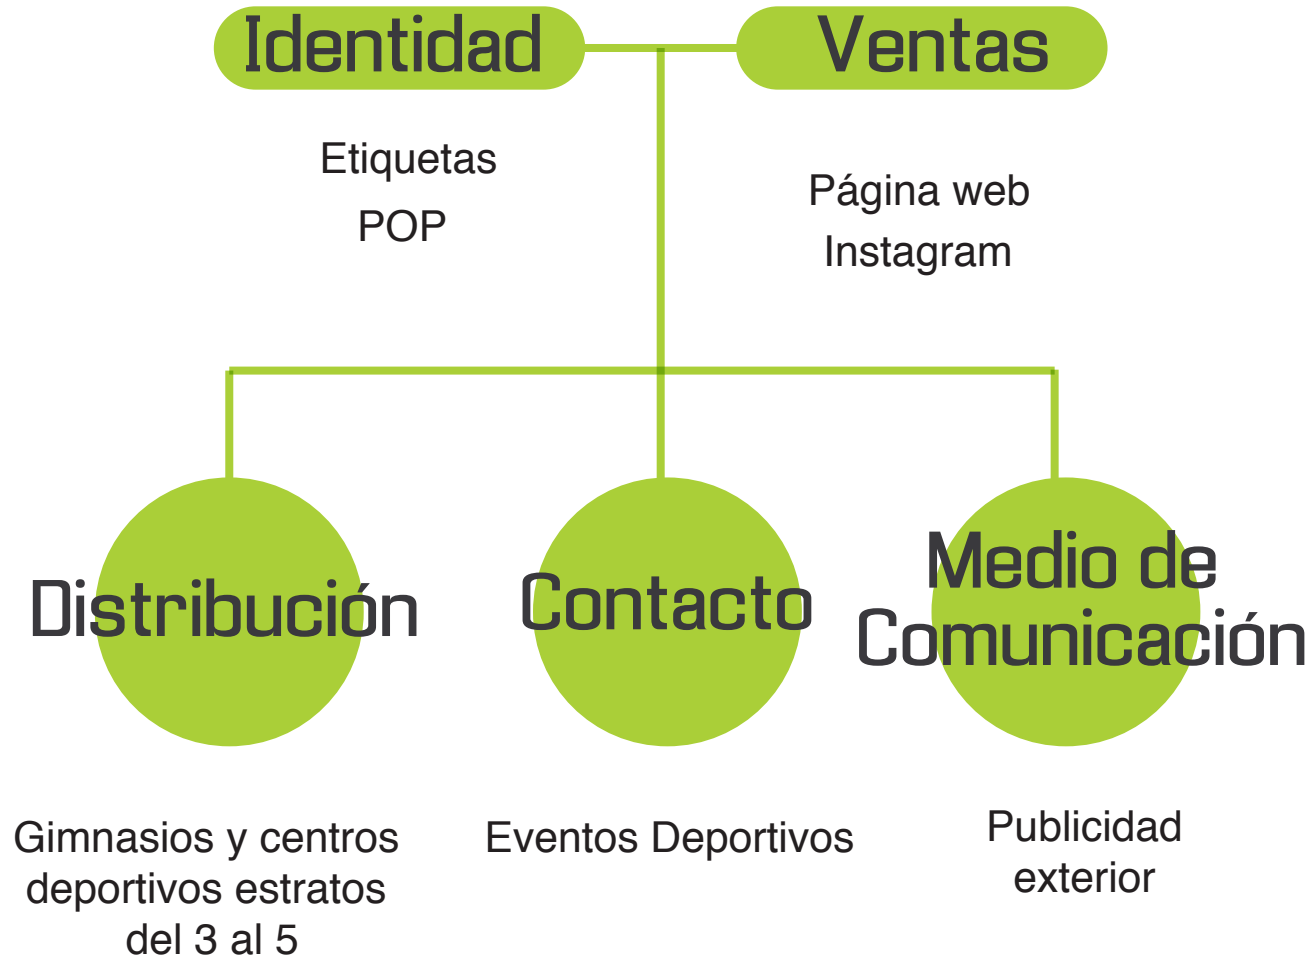 Identidad
Ventas
Etiquetas
POP
Página web
Instagram
Distribución
Contacto
Medio de
Comunicación
Gimnasios y centros
deportivos estratos
del 3 al 5
Eventos Deportivos
Publicidad
exterior